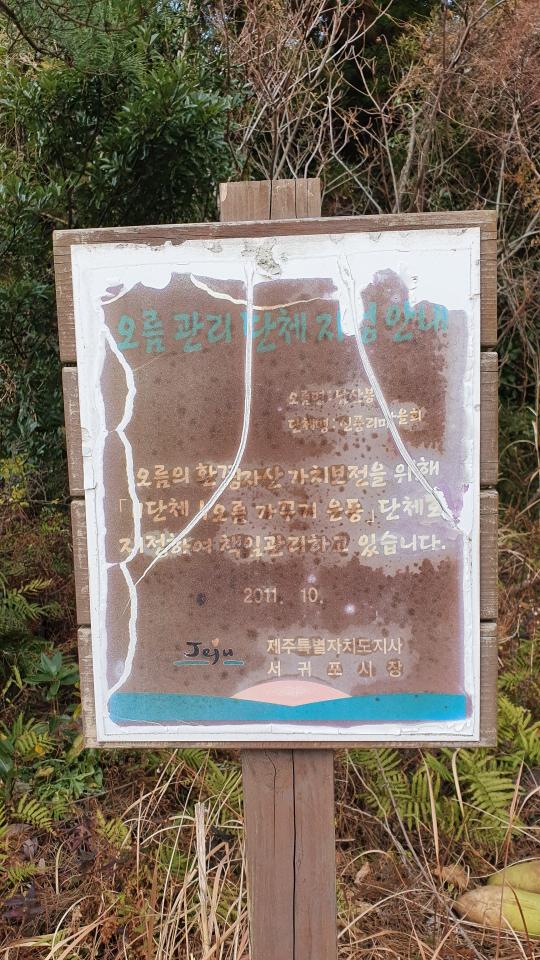 오름 관리 단체 지정 안내
오름명 : 남산봉
단체명 : 신풍리마을회
오름의 환경자산 가치보전을 위해
「1단체 1오름 가꾸기 운동」단체로
지정하여 책임관리하고 있습니다.
2011. 10.
Jeju
제주특별자치도지사
서귀포시장